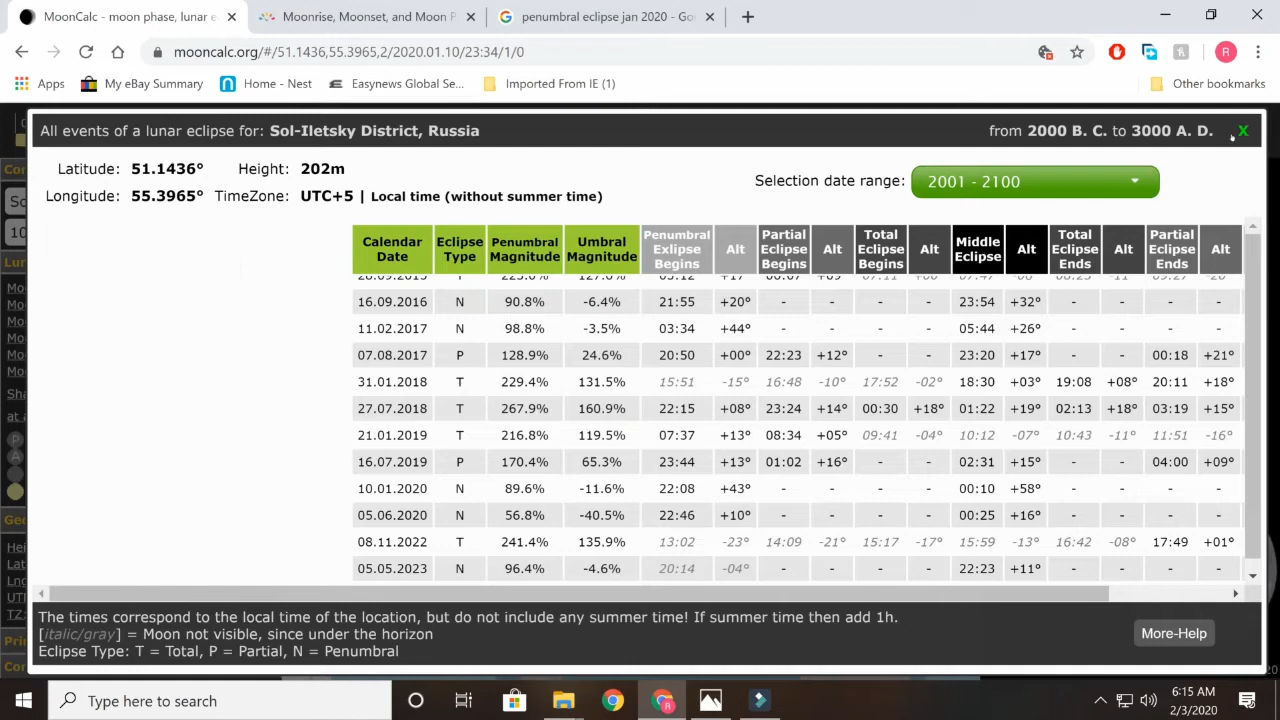 MoonCalc - moon phase, lunar e
Moonrise, Moonset, and Moon P
penumbral eclipse jan 2020 - Go
mooncalc.org/#/51.1436,55.3965,2/2020.01.10/23:34/1/0
R
Apps My eBay Summary Home - Nest Easynews Global Se... Imported From IE (1) Other bookmarks
All events of a lunar eclipse for: Sol-Iletsky District, Russia from 2000 B. C. to 3000 A. D. X
Latitude: 51.1436° Height: 202m
Selection date range: 2001 - 2100
Longitude: 55.3965° TimeZone: UTC+5 | Local time (without summer time)
Calendar Date Eclipse Type Penumbral Magnitude Umbral Magnitude Penumbral Exlipse Begins Alt Partial Eclipse Begins Alt Total Eclipse Begins Alt Middle Eclipse Alt Total Eclipse Ends Alt Partial Eclipse Ends Alt
16.09.2016 N 90.8% -6.4% 21:55 +20° - - - - 23:54 +32° - - - -
11.02.2017 N 98.8% -3.5% 03:34 +44° - - - - 05:44 +26° - - - -
07.08.2017 P 128.9% 24.6% 20:50 +00° 22:23 +12° - - 23:20 +17° - - 00:18 +21°
31.01.2018 T 229.4% 131.5% 15:51 -15° 16:48 -10° 17:52 -02° 18:30 +03° 19:08 +08° 20:11 +18°
27.07.2018 T 267.9% 160.9% 22:15 +08° 23:24 +14° 00:30 +18° 01:22 +19° 02:13 +18° 03:19 +15°
21.01.2019 T 216.8% 119.5% 07:37 +13° 08:34 +05° 09:41 -04° 10:12 -07° 10:43 -11° 11:51 -16°
16.07.2019 P 170.4% 65.3% 23:44 +13° 01:02 +16° - - 02:31 +15° - - 04:00 +09°
10.01.2020 N 89.6% -11.6% 22:08 +43° - - - - 00:10 +58° - - - -
05.06.2020 N 56.8% -40.5% 22:46 +10° - - - - 00:25 +16° - - - -
08.11.2022 T 241.4% 135.9% 13:02 -23° 14:09 -21° 15:17 -17° 15:59 -13° 16:42 -08° 17:49 +01°
05.05.2023 N 96.4% -4.6% 20:14 -04° - - - - 22:23 +11° - - - -
The times correspond to the local time of the location, but do not include any summer time! If summer time then add 1h.
[italic/gray] = Moon not visible, since under the horizon
More-Help
Eclipse Type: T = Total, P = Partial, N = Penumbral
Type here to search
6:15 AM
2/3/2020